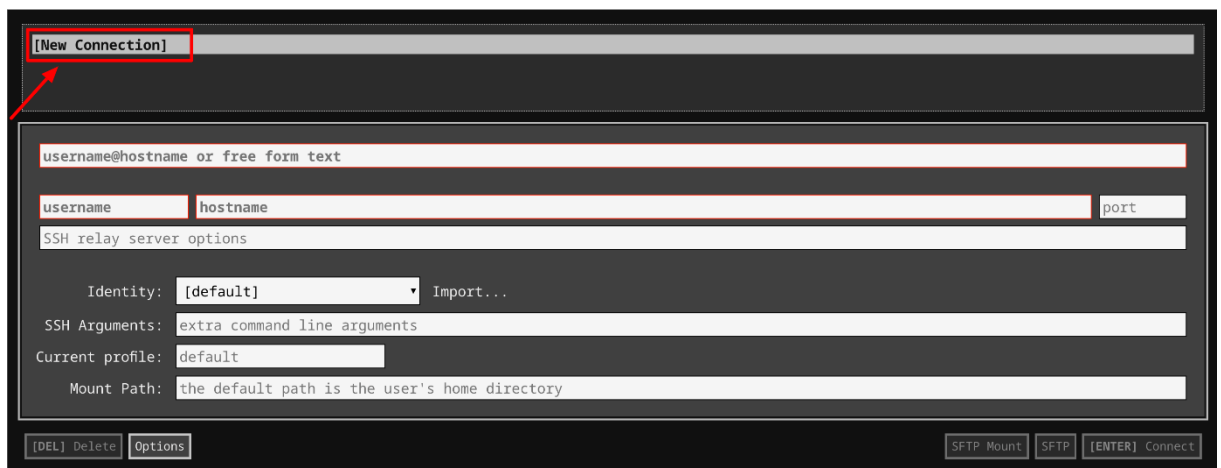 [New Connection]
username@hostname or free form text
username hostname port
SSH relay server options
Identity: [default] Import...
SSH Arguments: extra command line arguments
Current profile: default
Mount Path: the default path is the user's home directory
[DEL] Delete Options SFTP Mount SFTP [ENTER] Connect